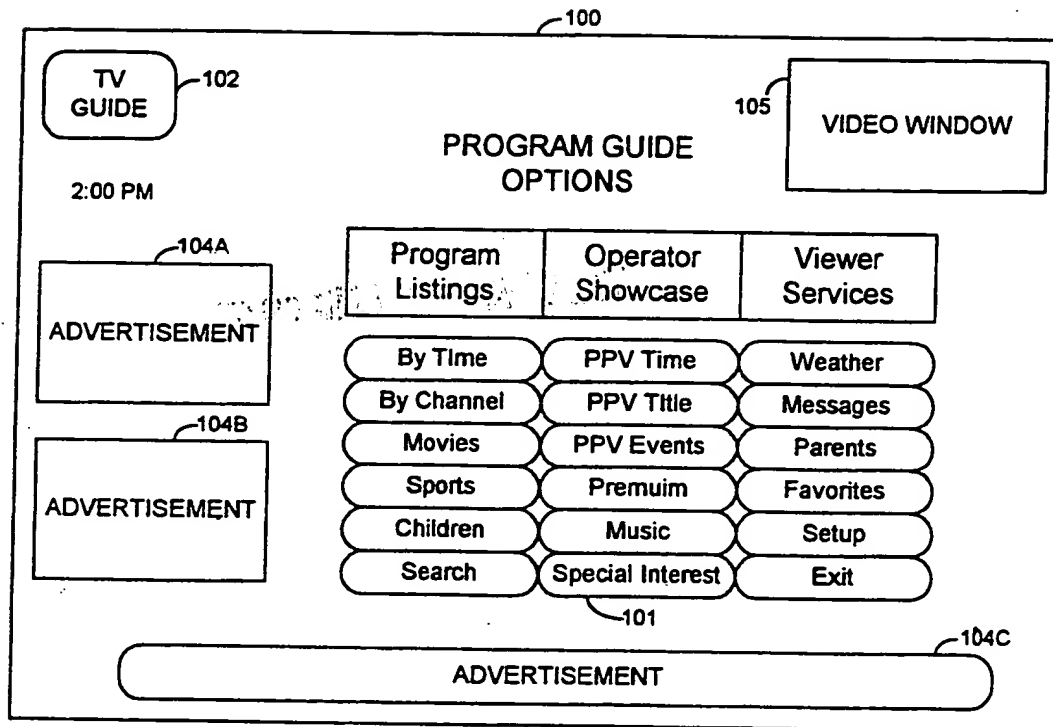 100
TV
GUIDE
102
105
VIDEO WINDOW
PROGRAM GUIDE
OPTIONS
2:00 PM
104A
ADVERTISEMENT
104B
ADVERTISEMENT
Program
Listings
Operator
Showcase
Viewer
Services
By Time
PPV Time
Weather
By Channel
PPV Title
Messages
Movies
PPV Events
Parents
Sports
Premuim
Favorites
Children
Music
Setup
Search
Special Interest
Exit
101
104C
ADVERTISEMENT